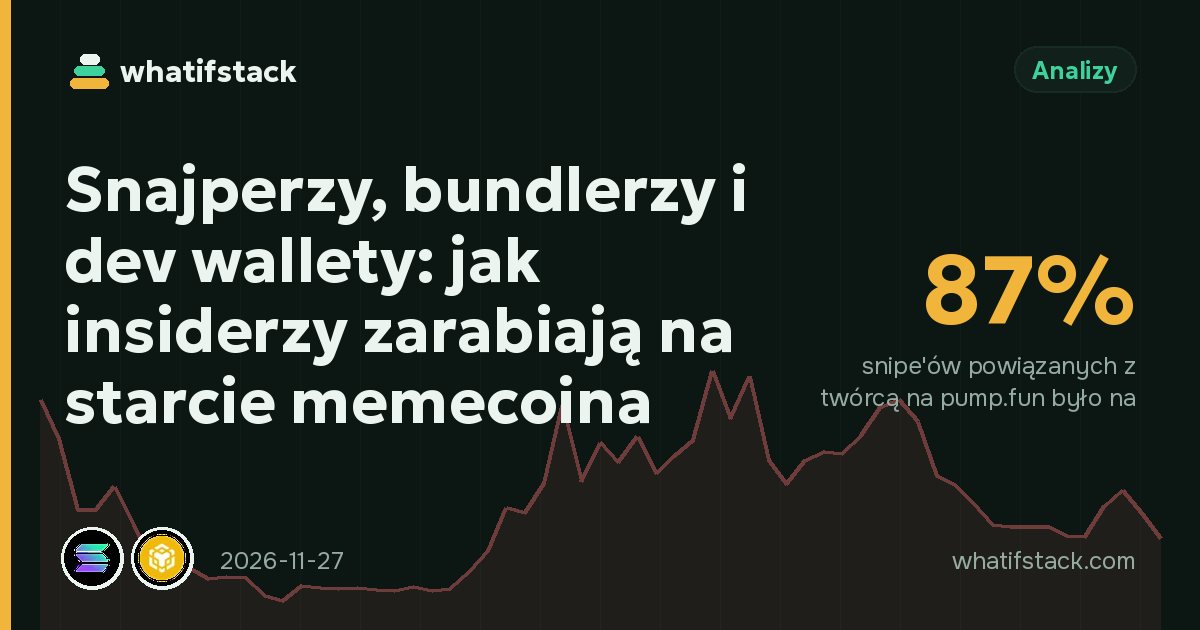 whatifstack
Analizy
Snajperzy, bundlerzy i
dev wallety: jak
insiderzy zarabiają na
starcie memecoina
87%
snipe'ów powiązanych z
twórcą na pump.fun było na
2026-11-27
whatifstack.com